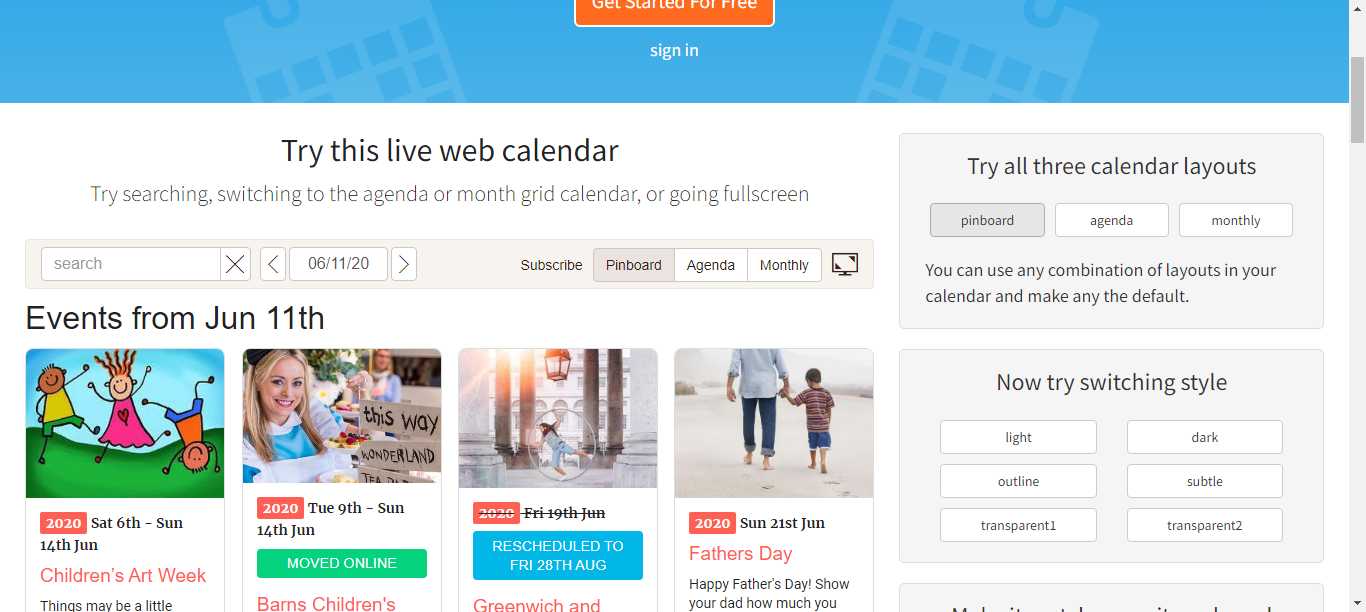 Get Started For Free
sign in
Try this live web calendar
Try searching, switching to the agenda or month grid calendar, or going fullscreen
search
06/11/20
Subscribe
Pinboard
Agenda
Monthly
Events from Jun 11th
2020 Sat 6th - Sun
14th Jun
Children's Art Week
Things may be a little
this way
WONDERLAND
TEA PARTY
2020 Tue 9th - Sun
14th Jun
MOVED ONLINE
Barns Children's
2020 Fri 19th Jun
RESCHEDULED TO
FRI 28TH AUG
Greenwich and
2020 Sun 21st Jun
Fathers Day
Happy Father's Day! Show
your dad how much you
Try all three calendar layouts
pinboard
agenda
monthly
You can use any combination of layouts in your
calendar and make any the default.
Now try switching style
light
dark
outline
subtle
transparent1
transparent2